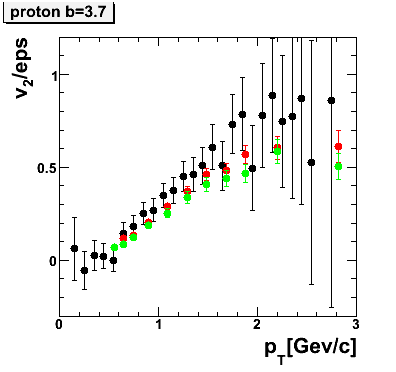 proton b=3.7
v2/eps
1
0.5
0
0 1 2 3
pT[Gev/c]